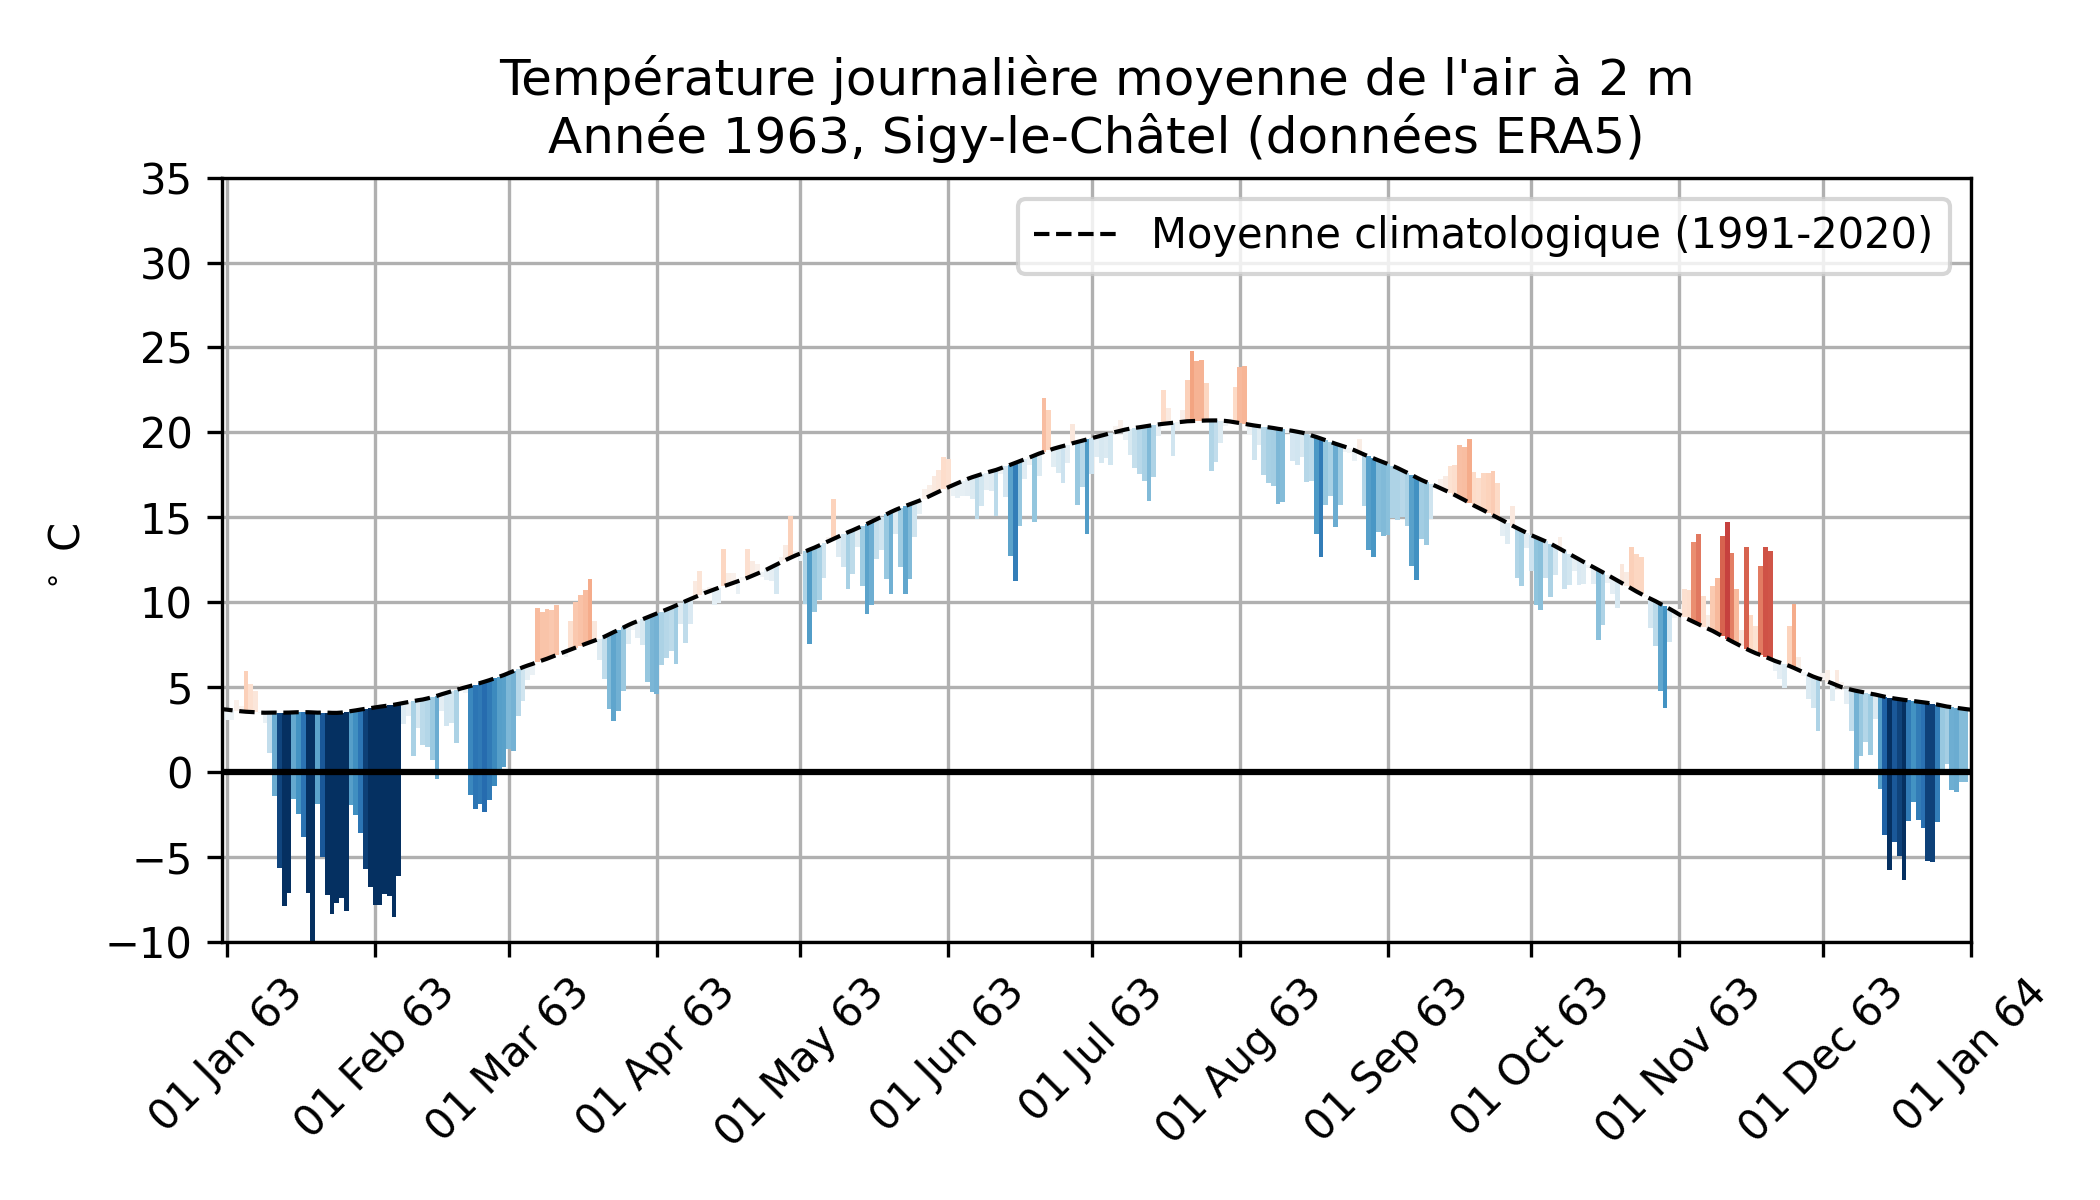 Température journalière moyenne de l'air à 2 m
Année 1963, Sigy-le-Châtel (données ERA5)
Moyenne climatologique (1991-2020)
35
30
25
20
15
10
5
0
−5
−10
° C
01 Jan 63
01 Feb 63
01 Mar 63
01 Apr 63
01 May 63
01 Jun 63
01 Jul 63
01 Aug 63
01 Sep 63
01 Oct 63
01 Nov 63
01 Dec 63
01 Jan 64